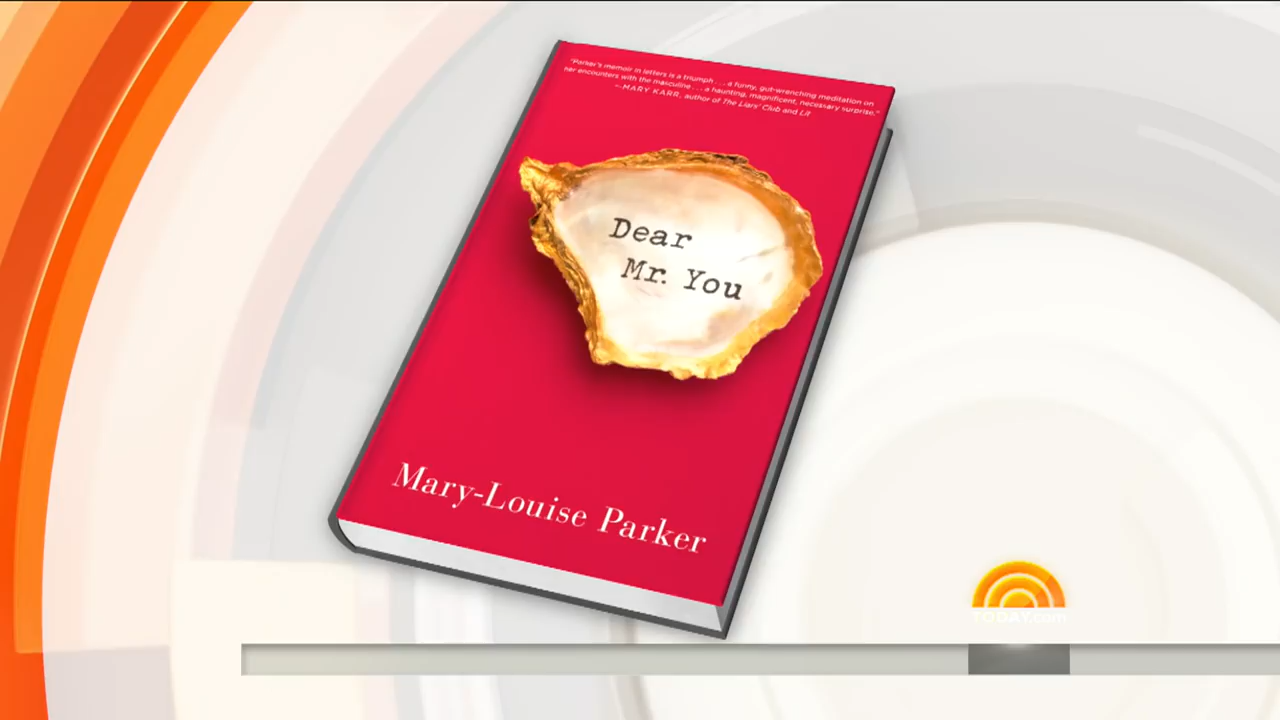 "Parker's memoir in letters is a triumph . . . a funny, gut-wrenching meditation on
her encounters with the masculine . . . a haunting, magnificent, necessary surprise."
—MARY KARR, author of The Liars' Club and Lit
Dear
Mr. You
Mary-Louise Parker
TODAY.com